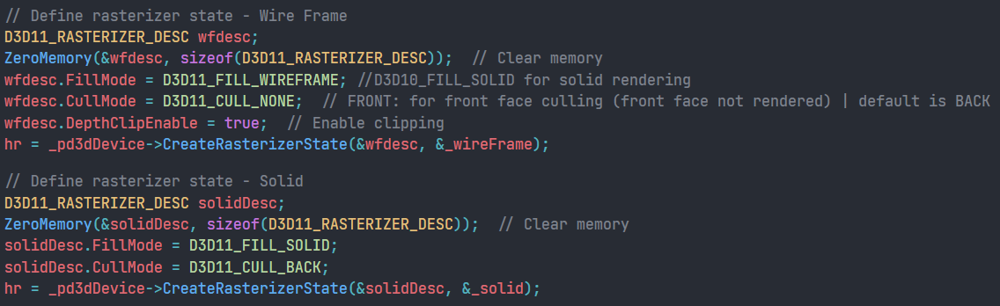 // Define rasterizer state - Wire Frame
D3D11_RASTERIZER_DESC wfdesc;
ZeroMemory(&wfdesc, sizeof(D3D11_RASTERIZER_DESC));  // Clear memory
wfdesc.FillMode = D3D11_FILL_WIREFRAME; //D3D10_FILL_SOLID for solid rendering
wfdesc.CullMode = D3D11_CULL_NONE;  // FRONT: for front face culling (front face not rendered) | default is BACK
wfdesc.DepthClipEnable = true;  // Enable clipping
hr = _pd3dDevice->CreateRasterizerState(&wfdesc, &_wireFrame);
// Define rasterizer state - Solid
D3D11_RASTERIZER_DESC solidDesc;
ZeroMemory(&solidDesc, sizeof(D3D11_RASTERIZER_DESC));  // Clear memory
solidDesc.FillMode = D3D11_FILL_SOLID;
solidDesc.CullMode = D3D11_CULL_BACK;
hr = _pd3dDevice->CreateRasterizerState(&solidDesc, &_solid);